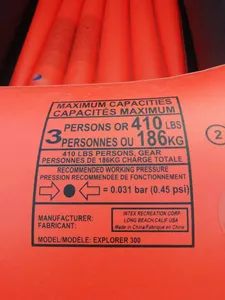 MAXIMUM CAPACITIES
CAPACITÉS MAXIMUM
3 PERSONS OR 410 LBS
PERSONNES OU 186KG
410 LBS PERSONS, GEAR
PERSONNES DE 186KG CHARGE TOTALE
RECOMMENDED WORKING PRESSURE
PRESSION RECOMMANDÉE DE FONCTIONNEMENT
= 0.031 bar (0.45 psi)
MANUFACTURER:
FABRICANT:
INTEX RECREATION CORP
LONG BEACH CALIF USA
Made in China/Fabriqué en Chine
MODEL/MODÈLE: EXPLORER 300
2